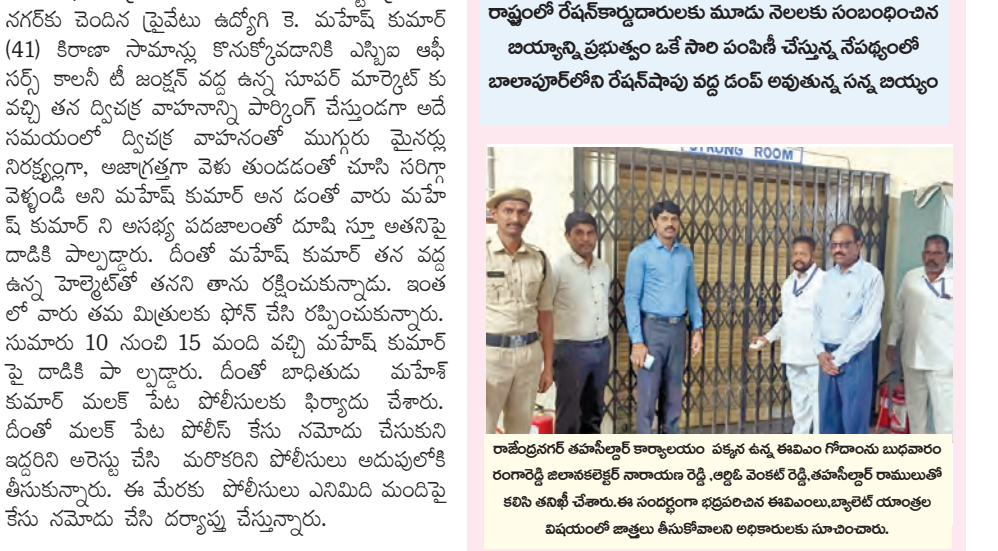 నగర్‌కు చెందిన ప్రైవేటు ఉద్యోగి కె. మహేష్ కుమార్
(41) కిరాణా సామాన్లు కొనుక్కోవడానికి ఎస్బిఐ ఆఫీ
సర్స్ కాలనీ టీ జంక్షన్ వద్ద ఉన్న సూపర్ మార్కెట్ కు
వచ్చి తన ద్విచక్ర వాహనాన్ని పార్కింగ్ చేస్తుండగా అదే
సమయంలో ద్విచక్ర వాహనంతో ముగ్గురు మైనర్లు
నిరక్ష్యంగా, అజాగ్రత్తగా వెళు తుండడంతో చూసి సరిగ్గా
వెళ్ళండి అని మహేష్ కుమార్ అన డంతో వారు మహే
ష్ కుమార్ ని అసభ్య పదజాలంతో దూషి స్తూ అతనిపై
దాడికి పాల్పడ్డారు. దీంతో మహేష్ కుమార్ తన వద్ద
ఉన్న హెల్మెట్‌తో తనని తాను రక్షించుకున్నాడు. ఇంత
లో వారు తమ మిత్రులకు ఫోన్ చేసి రప్పించుకున్నారు.
సుమారు 10 నుంచి 15 మంది వచ్చి మహేష్ కుమార్
పై దాడికి పా ల్పడ్డారు. దీంతో బాధితుడు మహేశ్
కుమార్ మలక్ పేట పోలీసులకు ఫిర్యాదు చేశారు.
దీంతో మలక్ పేట పోలీస్ కేసు నమోదు చేసుకుని
ఇద్దరిని అరెస్టు చేసి మరొకరిని పోలీసులు అదుపులోకి
తీసుకున్నారు. ఈ మేరకు పోలీసులు ఎనిమిది మందిపై
కేసు నమోదు చేసి దర్యాప్తు చేస్తున్నారు.
రాష్ట్రంలో రేషన్‌కార్డుదారులకు మూడు నెలలకు సంబంధించిన
బియ్యాన్ని ప్రభుత్వం ఒకే సారి పంపిణీ చేస్తున్న నేపథ్యంలో
బాలాపూర్‌లోని రేషన్‌షాపు వద్ద డంప్ అవుతున్న సన్న బియ్యం
STRONG ROOM
రాజేంద్రనగర్ తహసీల్దార్ కార్యాలయం పక్కన ఉన్న ఈవిఎం గోదాంను బుధవారం
రంగారెడ్డి జిలానకలెక్టర్ నారాయణ రెడ్డి ,ఆర్డిఓ వెంకట్ రెడ్డి,తహసీల్దార్ రాములుతో
కలిసి తనిఖీ చేశారు.ఈ సందర్భంగా భద్రపరిచిన ఈవిఎంలు,బ్యాలెట్ యాంత్రల
విషయంలో జాత్రలు తీసుకోవాలని అధికారులకు సూచించారు.